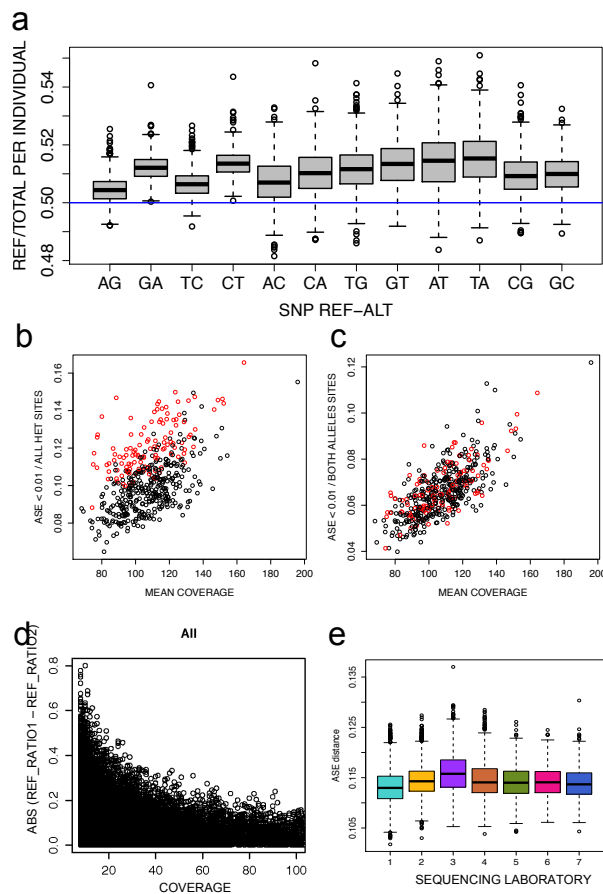 a
REF/TOTAL PER INDIVIDUAL
0.48 0.50 0.52 0.54
AG GA TC CT AC CA TG GT AT TA CG GC
SNP REF−ALT
b
ASE < 0.01 / ALL HET SITES
0.08 0.10 0.12 0.14 0.16
80 100 120 140 160 180 200
MEAN COVERAGE
c
ASE < 0.01 / BOTH ALLELES SITES
0.04 0.06 0.08 0.10 0.12
80 100 120 140 160 180 200
MEAN COVERAGE
d
All
ABS (REF_RATIO1 − REF_RATIO2)
0.0 0.2 0.4 0.6 0.8
20 40 60 80 100
COVERAGE
e
ASE distance
0.105 0.115 0.125 0.135
1 2 3 4 5 6 7
SEQUENCING LABORATORY